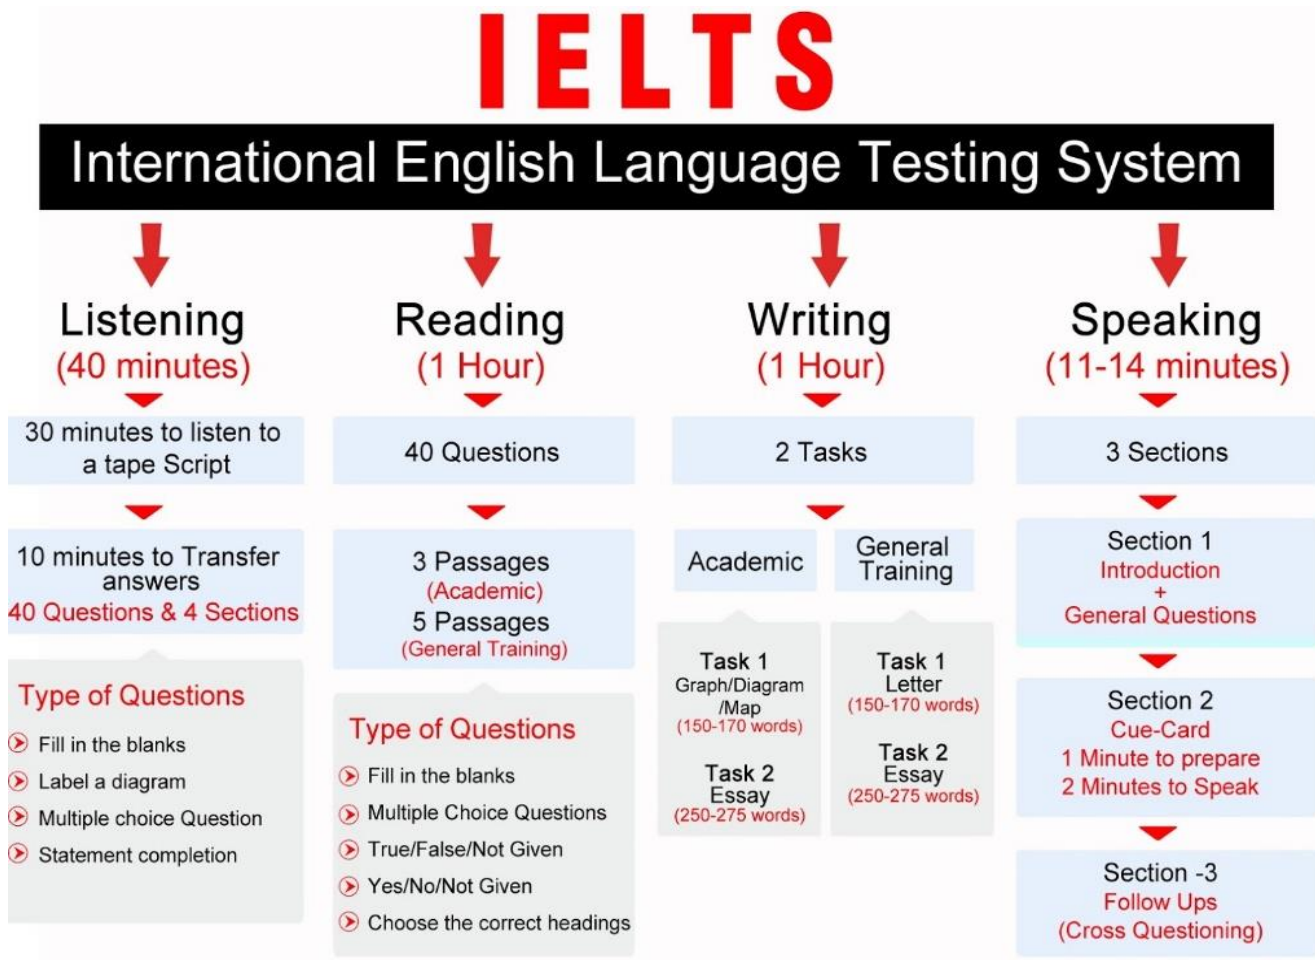 IELTS
International English Language Testing System
Listening
(40 minutes)
30 minutes to listen to
a tape Script
10 minutes to Transfer
answers
40 Questions & 4 Sections
Type of Questions
Fill in the blanks
Label a diagram
Multiple choice Question
Statement completion
Reading
(1 Hour)
40 Questions
3 Passages
(Academic)
5 Passages
(General Training)
Type of Questions
Fill in the blanks
Multiple Choice Questions
True/False/Not Given
Yes/No/Not Given
Choose the correct headings
Writing
(1 Hour)
2 Tasks
Academic
Task 1
Graph/Diagram
/Map
(150-170 words)
Task 2
Essay
(250-275 words)
General
Training
Task 1
Letter
(150-170 words)
Task 2
Essay
(250-275 words)
Speaking
(11-14 minutes)
3 Sections
Section 1
Introduction
+
General Questions
Section 2
Cue-Card
1 Minute to prepare
2 Minutes to Speak
Section -3
Follow Ups
(Cross Questioning)